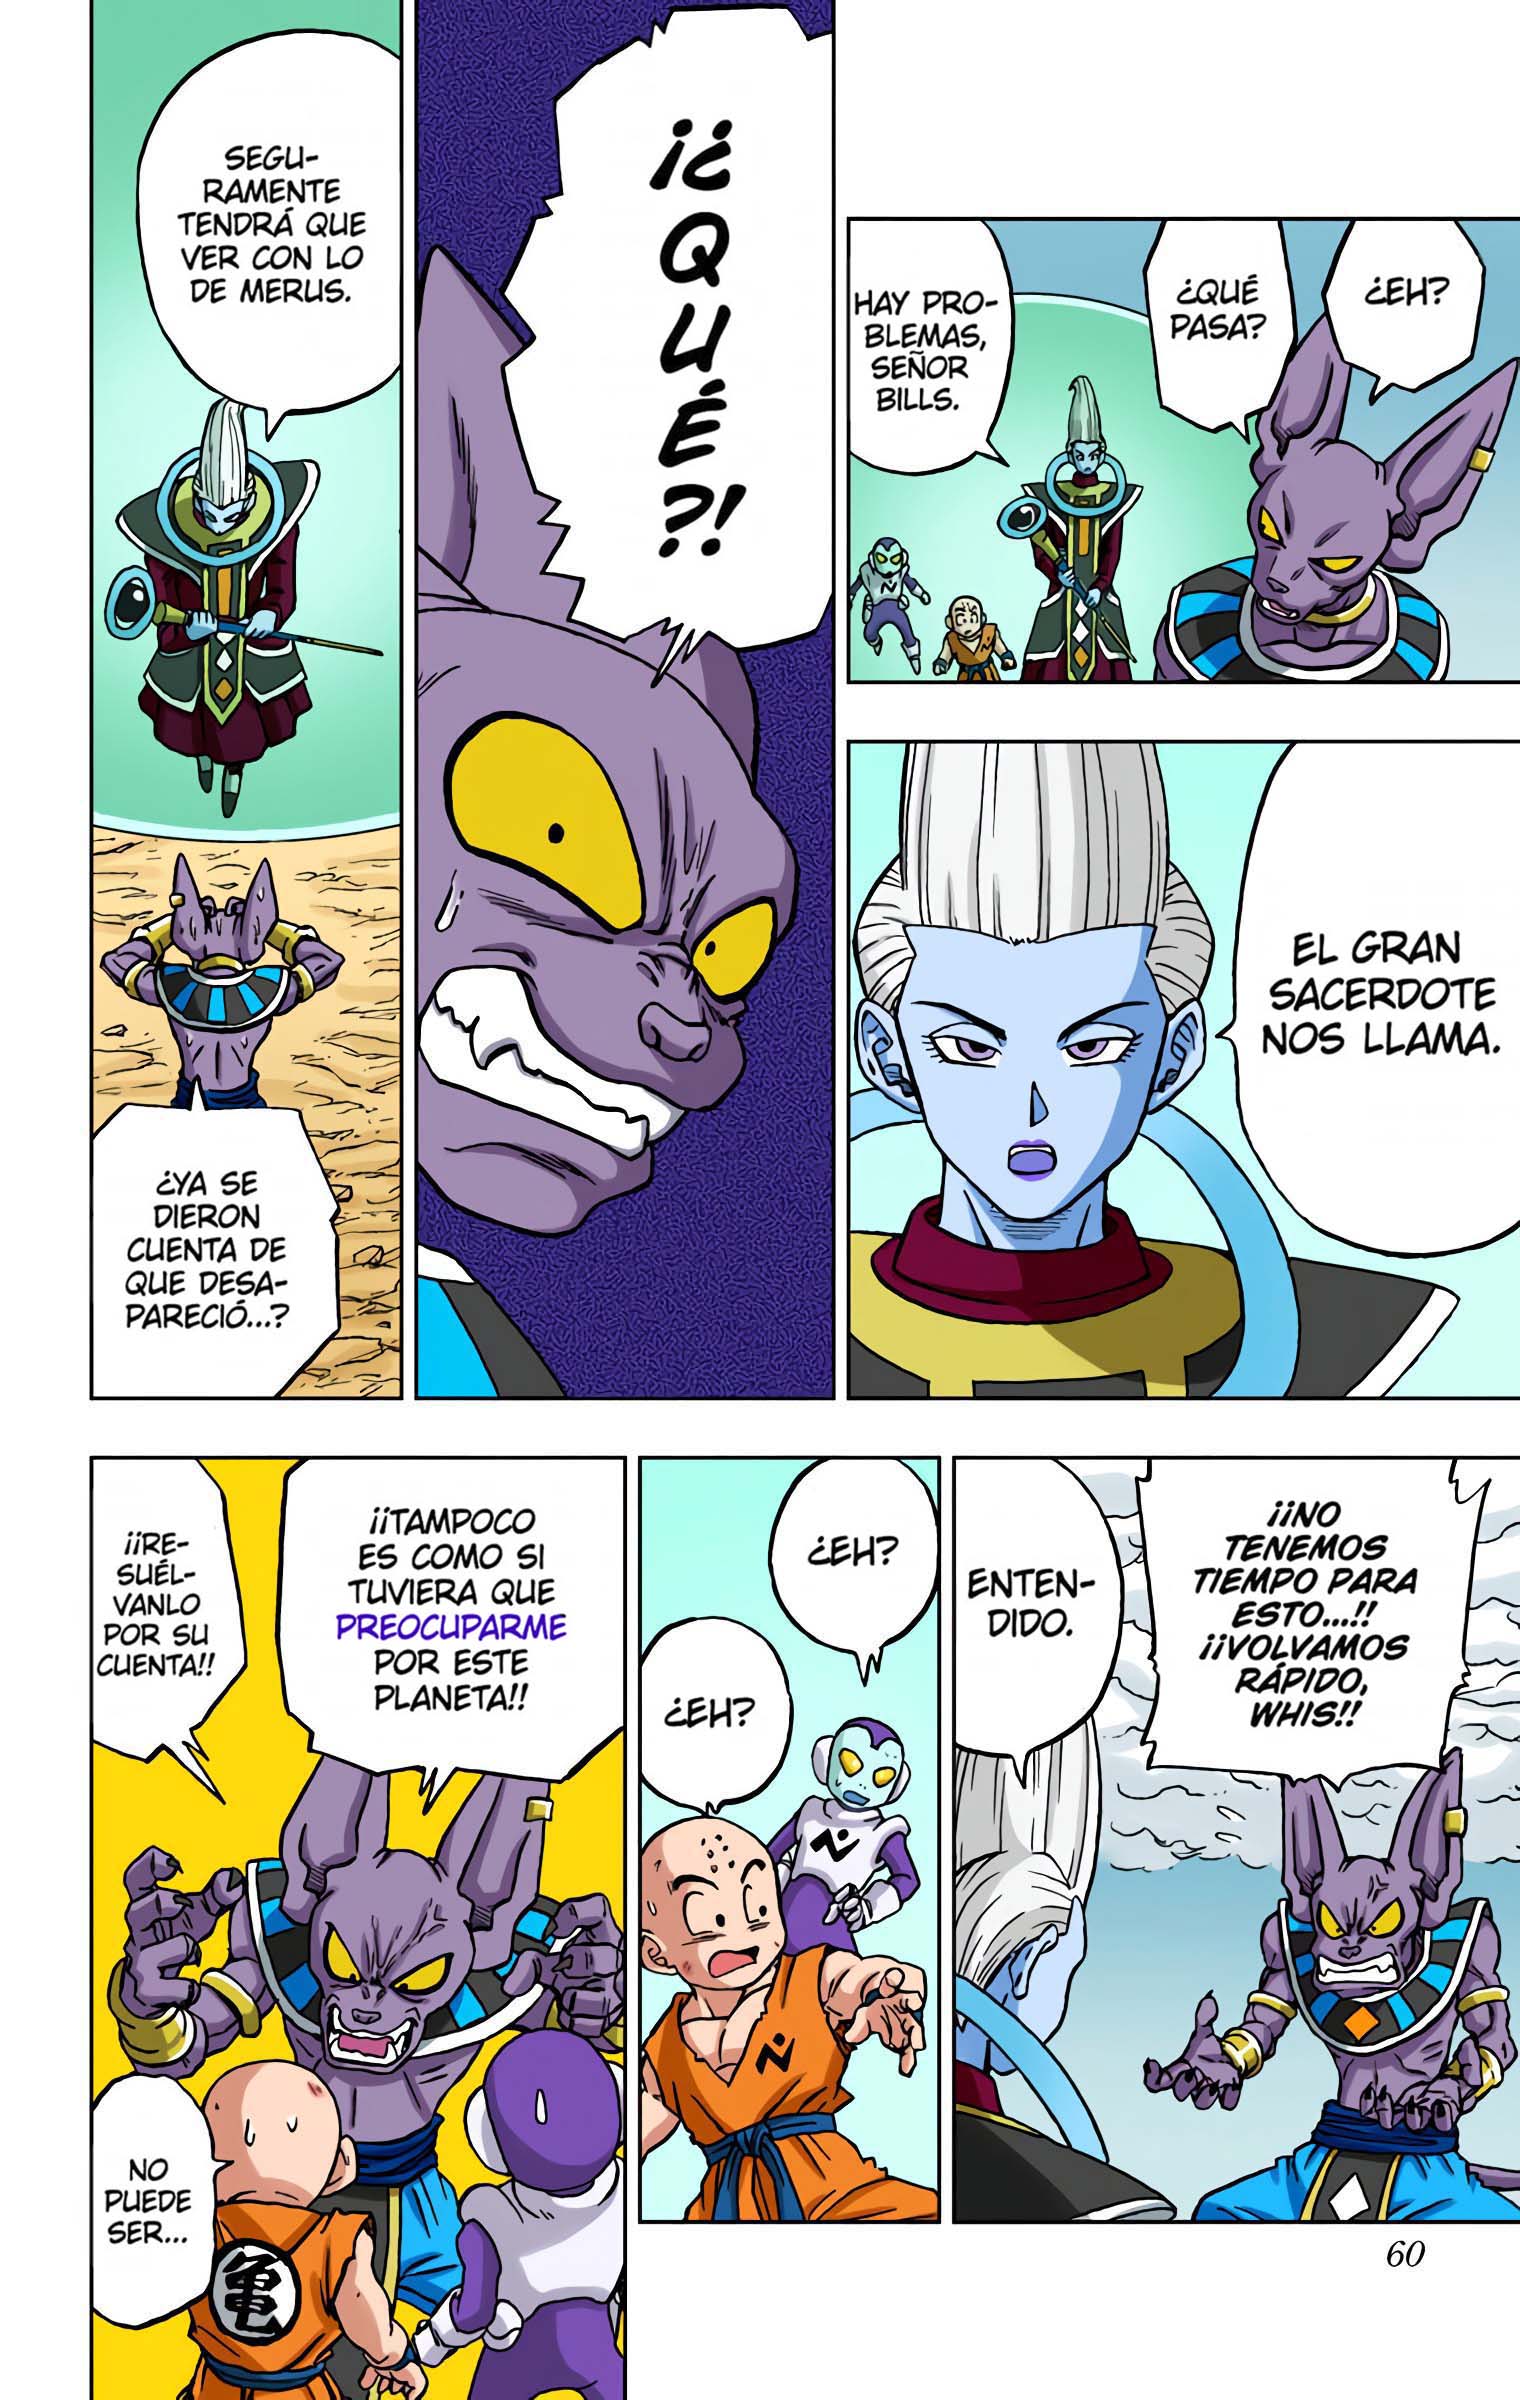 ¿EH?
¿QUÉ
PASA?
HAY PRO-
BLEMAS,
SEÑOR
BILLS.
EL GRAN
SACERDOTE
NOS LLAMA.
¡¿
Q
U
É
?!
SEGU-
RAMENTE
TENDRÁ QUE
VER CON LO
DE MERUS.
¿YA SE
DIERON
CUENTA DE
QUE DESA-
PARECIÓ...?
¡¡NO
TENEMOS
TIEMPO PARA
ESTO...!!
¡¡VOLVAMOS
RÁPIDO,
WHIS!!
ENTEN-
DIDO.
¿EH?
¿EH?
¡¡TAMPOCO
ES COMO SI
TUVIERA QUE
PREOCUPARME
POR ESTE
PLANETA!!
¡¡RE-
SUÉL-
VANLO
POR SU
CUENTA!!
NO
PUEDE
SER...
亀
60